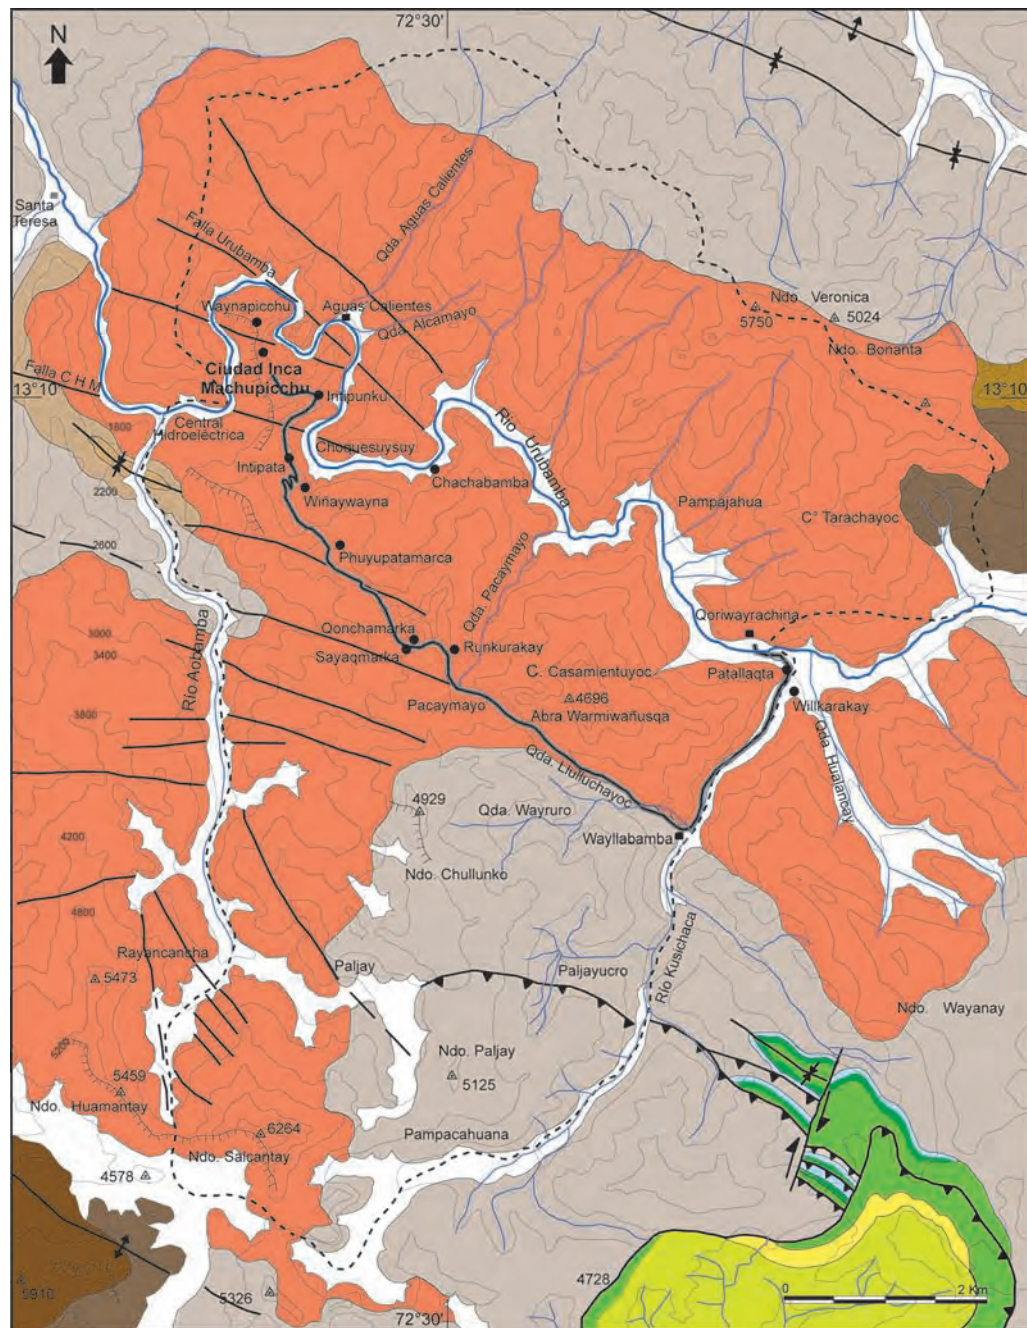 72°30'
N
Santa
Teresa
Qda. Aguas Calientes
Falla Urubamba
Waynapicchu
Aguas Calientes
Qda. Alcamayo
Ndo. Veronica
5750
5024
Ndo. Bonanta
Ciudad Inca
Machupicchu
Falla C H M
13°10
13°10
Intipunku
Central
Hidroeléctrica
1800
Choquesuysuy
Río Urubamba
Intipata
Chachabamba
2200
Wiñaywayna
Pampajahua
C° Tarachayoc
2600
Phuyupatamarca
Qda. Pacaymayo
3000
Qonchamarka
Qoriwayrachina
3400
Sayaqmarka
Runkurakay
Río Aobamba
C. Casamientuyoc
Patallaqta
4696
Pacaymayo
Abra Warmiwañusqa
Willkarakay
3800
Qda. Hualancay
Qda. Llulluchayoc
4929
Qda. Wayruro
4200
Wayllabamba
Ndo. Chullunko
4800
Rayancancha
Paljay
Paljayucro
Río Kusichaca
5473
Ndo. Wayanay
5200
Ndo. Paljay
5459
5125
Ndo. Huamantay
6264
Pampacahuana
Ndo. Salcantay
4578
5910
5326
4728
0
2 Km
72°30'